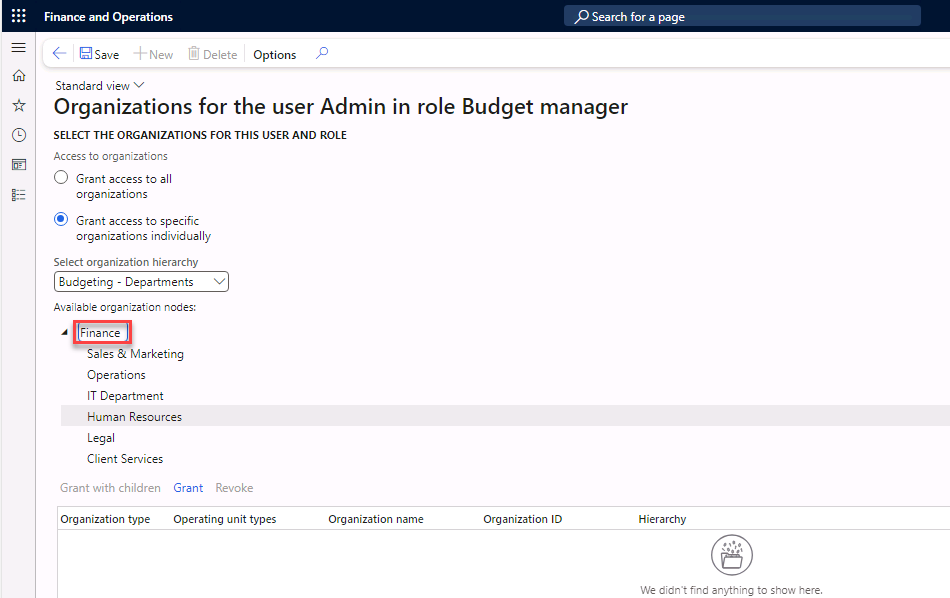 Finance and Operations
Search for a page
Save
New
Delete
Options
Standard view
Organizations for the user Admin in role Budget manager
SELECT THE ORGANIZATIONS FOR THIS USER AND ROLE
Access to organizations
Grant access to all
organizations
Grant access to specific
organizations individually
Select organization hierarchy
Budgeting - Departments
Available organization nodes:
Finance
Sales & Marketing
Operations
IT Department
Human Resources
Legal
Client Services
Grant with children Grant Revoke
Organization type Operating unit types Organization name Organization ID Hierarchy
We didn't find anything to show here.